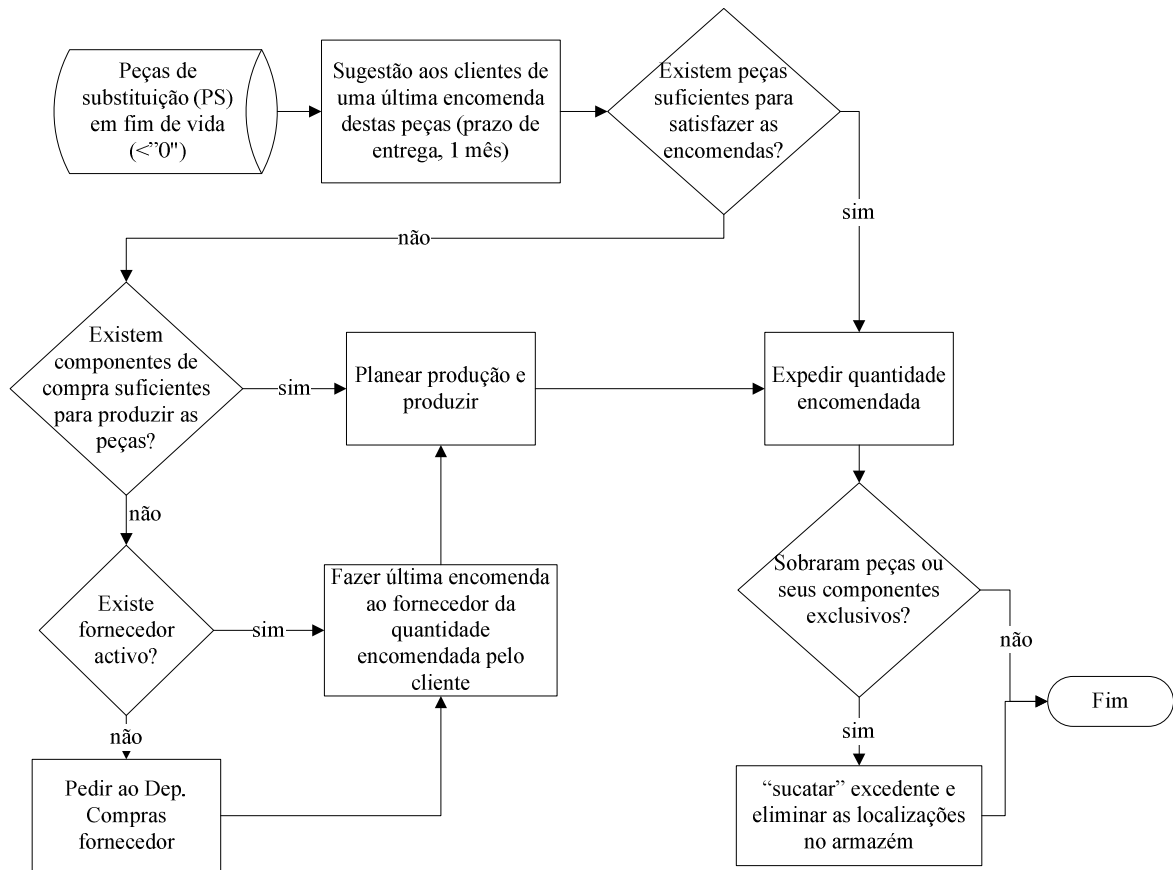 Peças de
substituição (PS)
em fim de vida
(<”0")
Sugestão aos clientes de
uma última encomenda
destas peças (prazo de
entrega, 1 mês)
Existem peças
suficientes para
satisfazer as
encomendas?
sim
não
Existem
componentes de
compra suficientes
para produzir as
peças?
sim
Planear produção e
produzir
Expedir quantidade
encomendada
não
Existe
fornecedor
activo?
sim
Fazer última encomenda
ao fornecedor da
quantidade
encomendada pelo
cliente
não
Pedir ao Dep.
Compras
fornecedor
Sobraram peças ou
seus componentes
exclusivos?
não
Fim
sim
“sucatar” excedente e
eliminar as localizações
no armazém